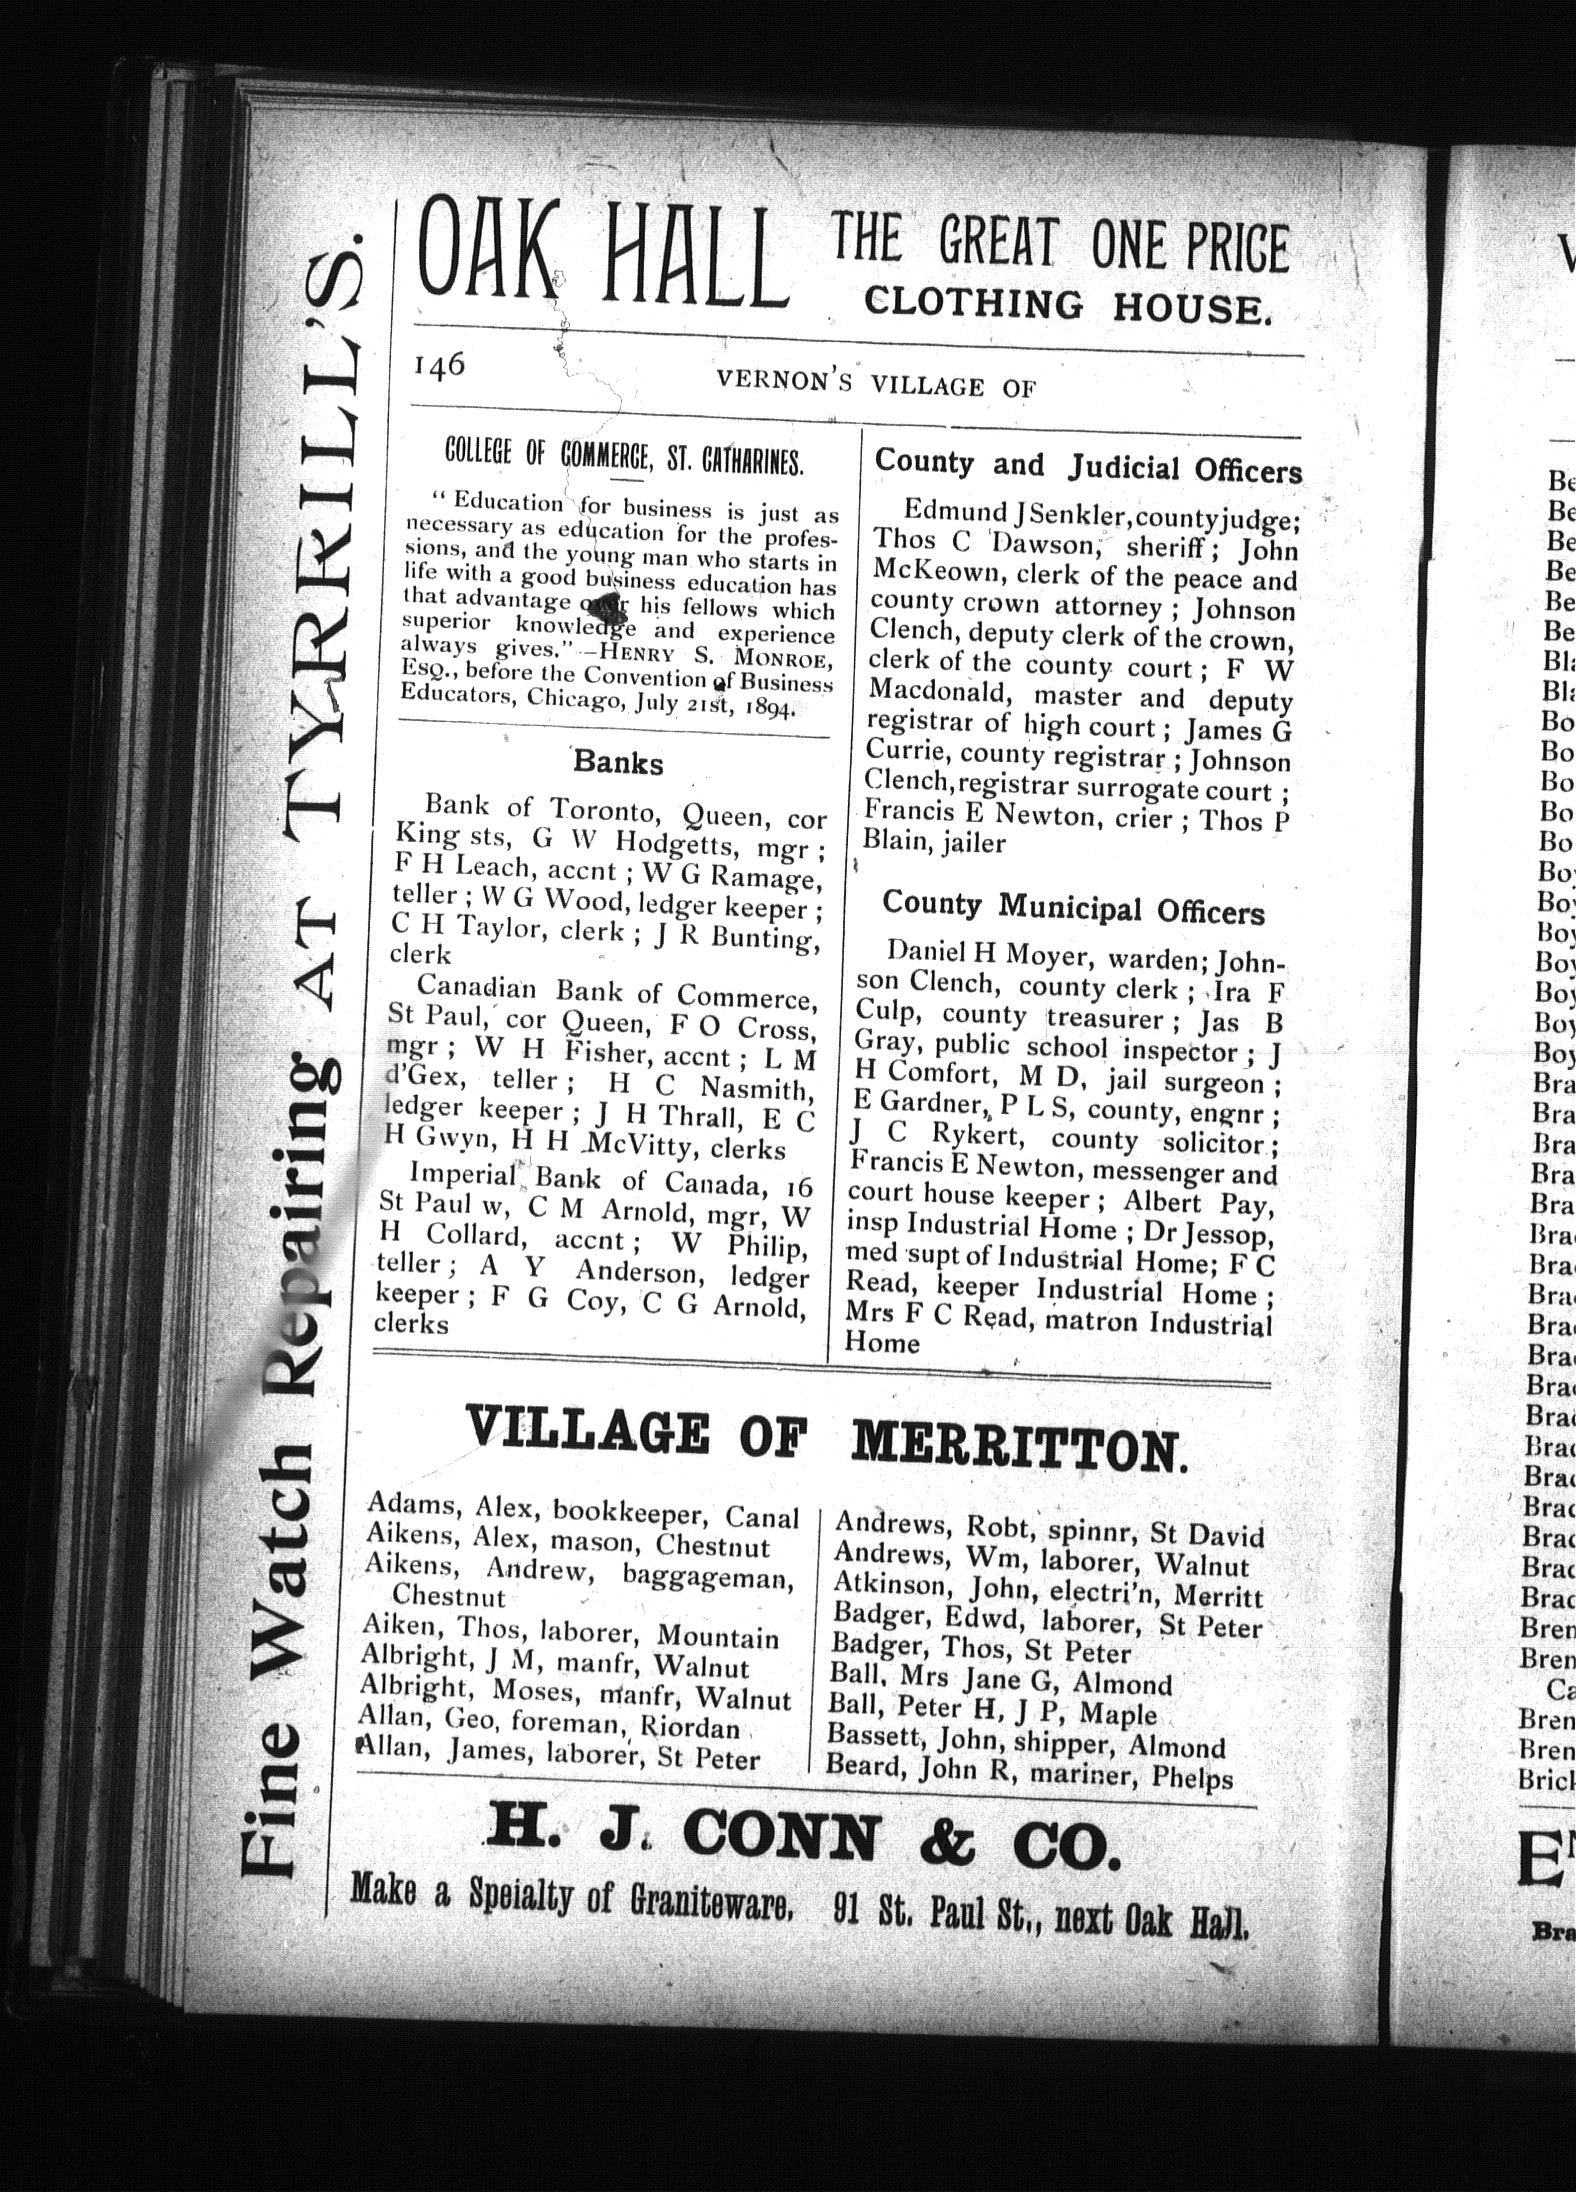 Fine Watch Repairing AT TYRRILL'S.
OAK HALL THE GREAT ONE PRICE
CLOTHING HOUSE.
146
VERNON'S VILLAGE OF
COLLEGE OF COMMERCE, ST. CATHARINES.
"Education for business is just as
necessary as education for the profes-
sions, and the young man who starts in
life with a good business education has
that advantage over his fellows which
superior knowledge and experience
always gives."—HENRY S. MONROE,
ESQ., before the Convention of Business
Educators, Chicago, July 21st, 1894.
Banks
Bank of Toronto, Queen, cor
King sts, G W Hodgetts, mgr ;
F H Leach, accnt ; W G Ramage,
teller ; W G Wood, ledger keeper ;
C H Taylor, clerk ; J R Bunting,
clerk
Canadian Bank of Commerce,
St Paul, cor Queen, F O Cross,
mgr ; W H Fisher, accnt ; L M
d'Gex, teller ; H C Nasmith,
ledger keeper ; J H Thrall, E C
H Gwyn, H H McVitty, clerks
Imperial Bank of Canada, 16
St Paul w, C M Arnold, mgr, W
H Collard, accnt ; W Philip,
teller ; A Y Anderson, ledger
keeper ; F G Coy, C G Arnold,
clerks
County and Judicial Officers
Edmund J Senkler, county judge;
Thos C Dawson, sheriff ; John
McKeown, clerk of the peace and
county crown attorney ; Johnson
Clench, deputy clerk of the crown,
clerk of the county court ; F W
Macdonald, master and deputy
registrar of high court ; James G
Currie, county registrar ; Johnson
Clench, registrar surrogate court ;
Francis E Newton, crier ; Thos P
Blain, jailer
County Municipal Officers
Daniel H Moyer, warden; John-
son Clench, county clerk ; Ira F
Culp, county treasurer ; Jas B
Gray, public school inspector ; J
H Comfort, M D, jail surgeon ;
E Gardner, P L S, county, engnr ;
J C Rykert, county solicitor ;
Francis E Newton, messenger and
court house keeper ; Albert Pay,
insp Industrial Home ; Dr Jessop,
med supt of Industrial Home; F C
Read, keeper Industrial Home ;
Mrs F C Read, matron Industrial
Home
VILLAGE OF MERRITTON.
Adams, Alex, bookkeeper, Canal
Aikens, Alex, mason, Chestnut
Aikens, Andrew, baggageman,
Chestnut
Aiken, Thos, laborer, Mountain
Albright, J M, manfr, Walnut
Albright, Moses, manfr, Walnut
Allan, Geo, foreman, Riordan
Allan, James, laborer, St Peter
Andrews, Robt, spinnr, St David
Andrews, Wm, laborer, Walnut
Atkinson, John, electri'n, Merritt
Badger, Edwd, laborer, St Peter
Badger, Thos, St Peter
Ball, Mrs Jane G, Almond
Ball, Peter H, J P, Maple
Bassett, John, shipper, Almond
Beard, John R, mariner, Phelps
H. J. CONN & CO.
Make a Speialty of Graniteware. 91 St. Paul St., next Oak Hall.